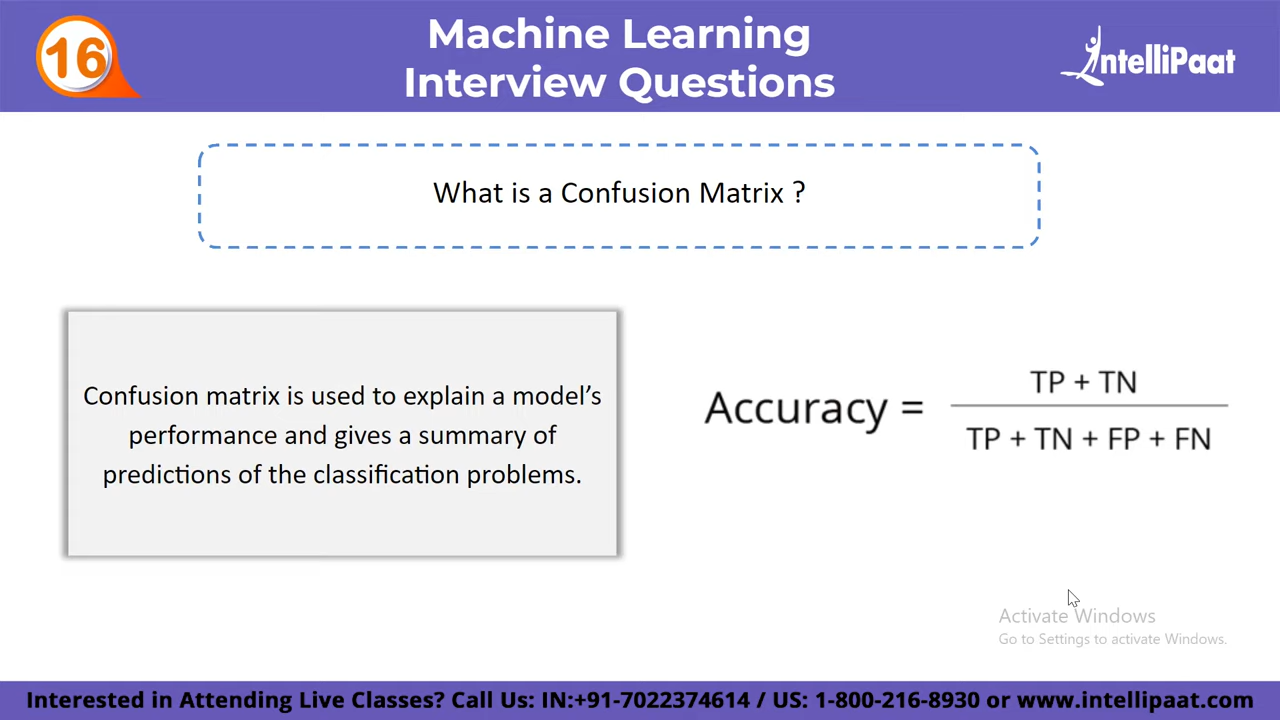 16
Machine Learning
Interview Questions
IntelliPaat
What is a Confusion Matrix ?
Confusion matrix is used to explain a model’s
performance and gives a summary of
predictions of the classification problems.
Accuracy =
TP + TN
TP + TN + FP + FN
Activate Windows
Go to Settings to activate Windows.
Interested in Attending Live Classes? Call Us: IN:+91-7022374614 / US: 1-800-216-8930 or www.intellipaat.com